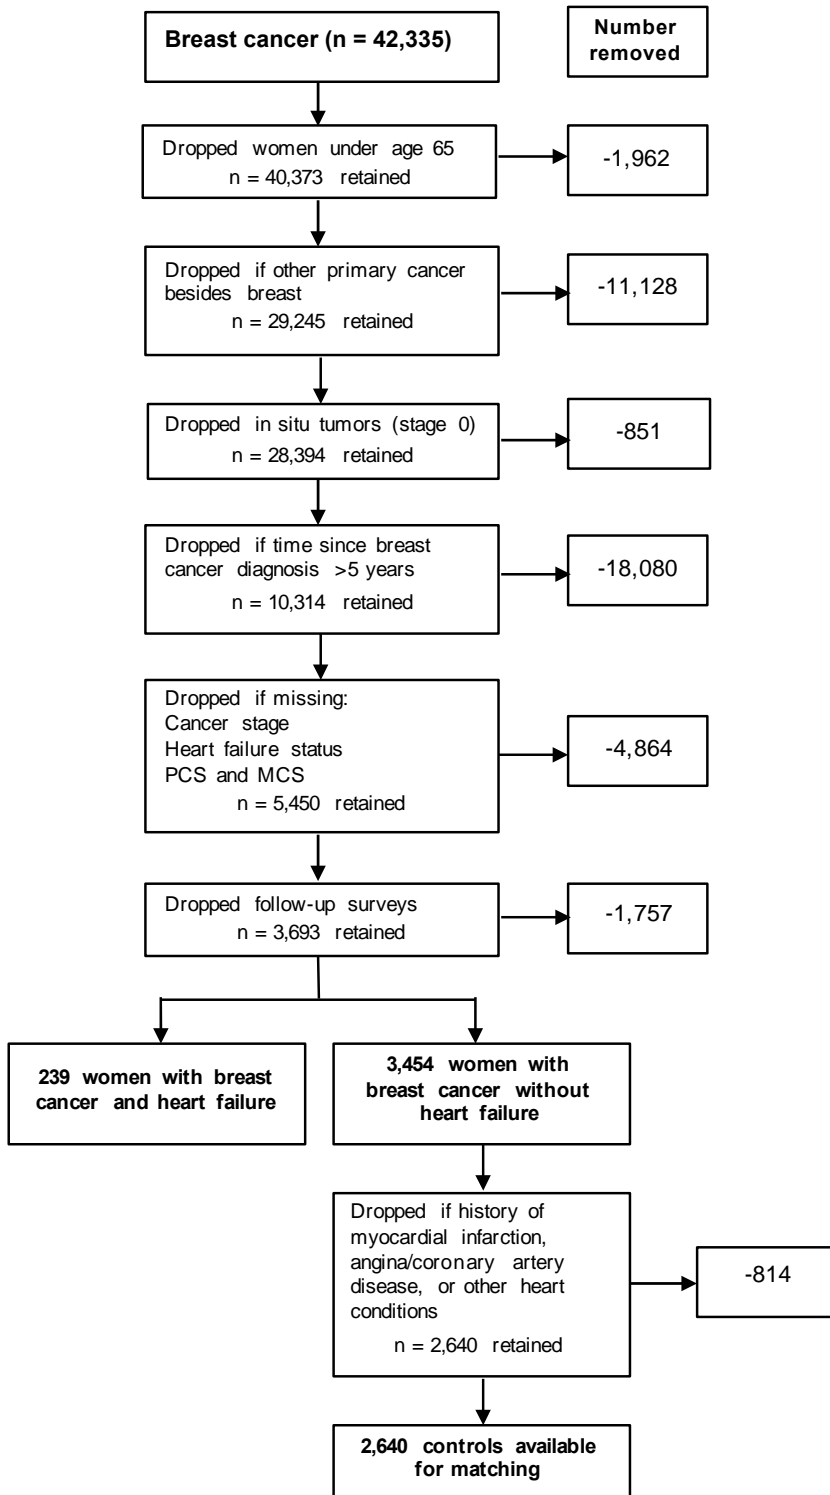 Breast cancer (n = 42,335)
Number
removed
Dropped women under age 65
n = 40,373 retained
-1,962
Dropped if other primary cancer
besides breast
n = 29,245 retained
-11,128
Dropped in situ tumors (stage 0)
n = 28,394 retained
-851
Dropped if time since breast
cancer diagnosis >5 years
n = 10,314 retained
-18,080
Dropped if missing:
Cancer stage
Heart failure status
PCS and MCS
n = 5,450 retained
-4,864
Dropped follow-up surveys
n = 3,693 retained
-1,757
239 women with breast
cancer and heart failure
3,454 women with
breast cancer without
heart failure
Dropped if history of
myocardial infarction,
angina/coronary artery
disease, or other heart
conditions
n = 2,640 retained
-814
2,640 controls available
for matching